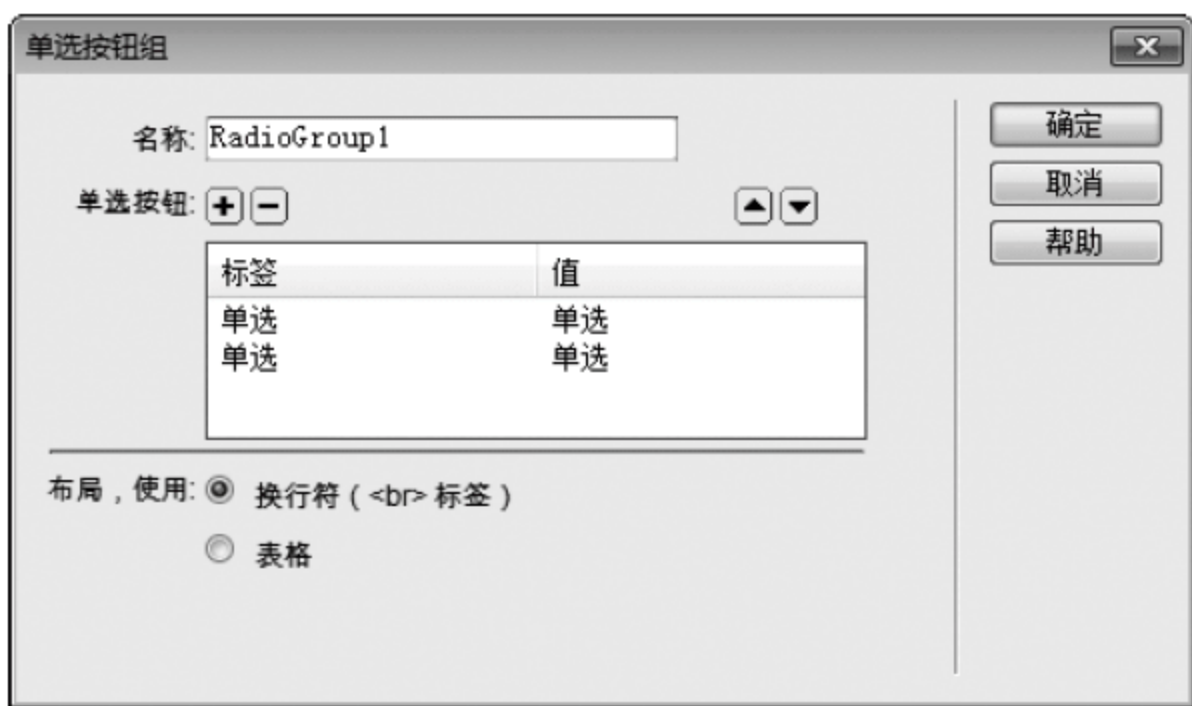 单选按钮组
名称: RadioGroup1
单选按钮:
标签 值
单选 单选
单选 单选
布局，使用: 换行符（<br> 标签）
表格
确定
取消
帮助